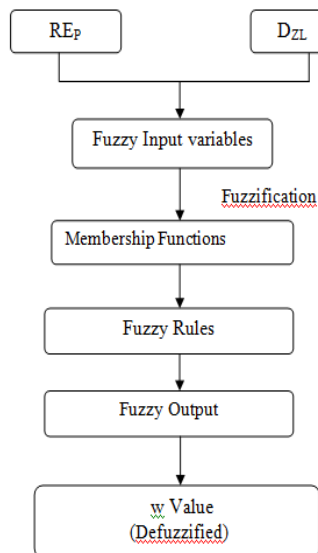 REP
DZL
Fuzzy Input variables
Fuzzification
Membership Functions
Fuzzy Rules
Fuzzy Output
w Value
(Defuzzified)